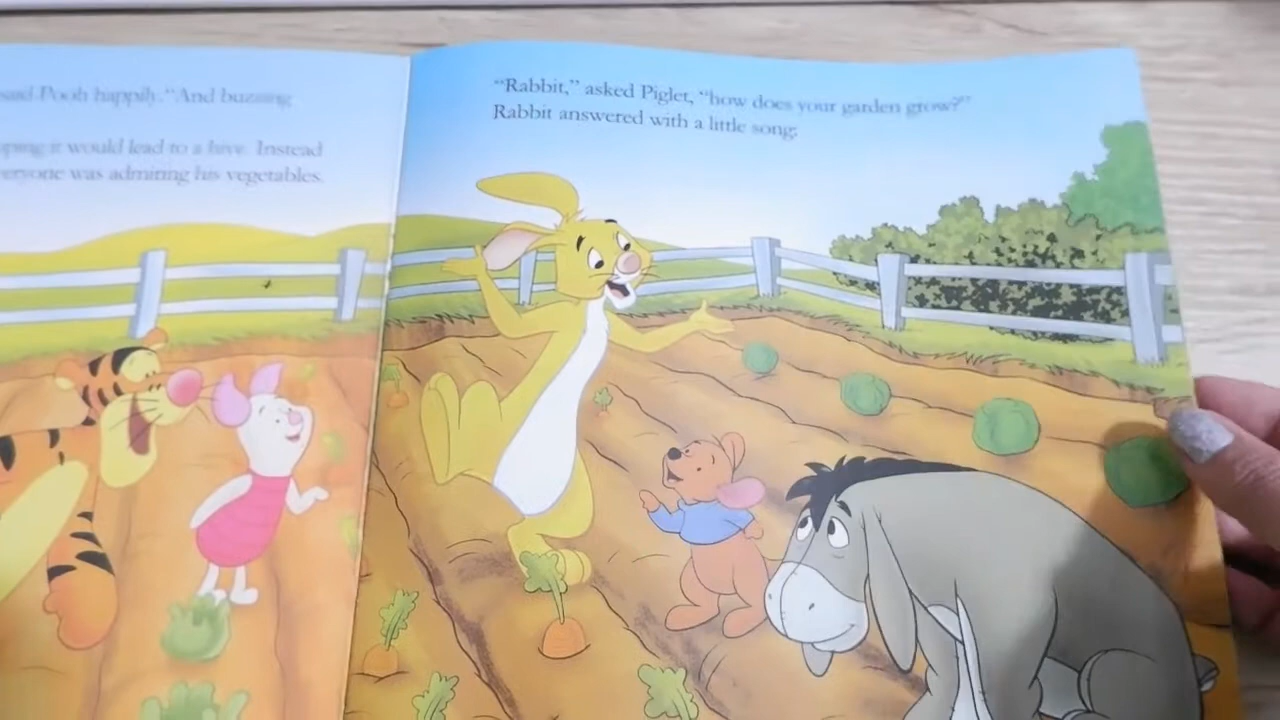 said Pooh happily. "And buzzing
it would lead to a hive. Instead
everyone was admiring his vegetables.
"Rabbit," asked Piglet, "how does your garden grow?"
Rabbit answered with a little song: